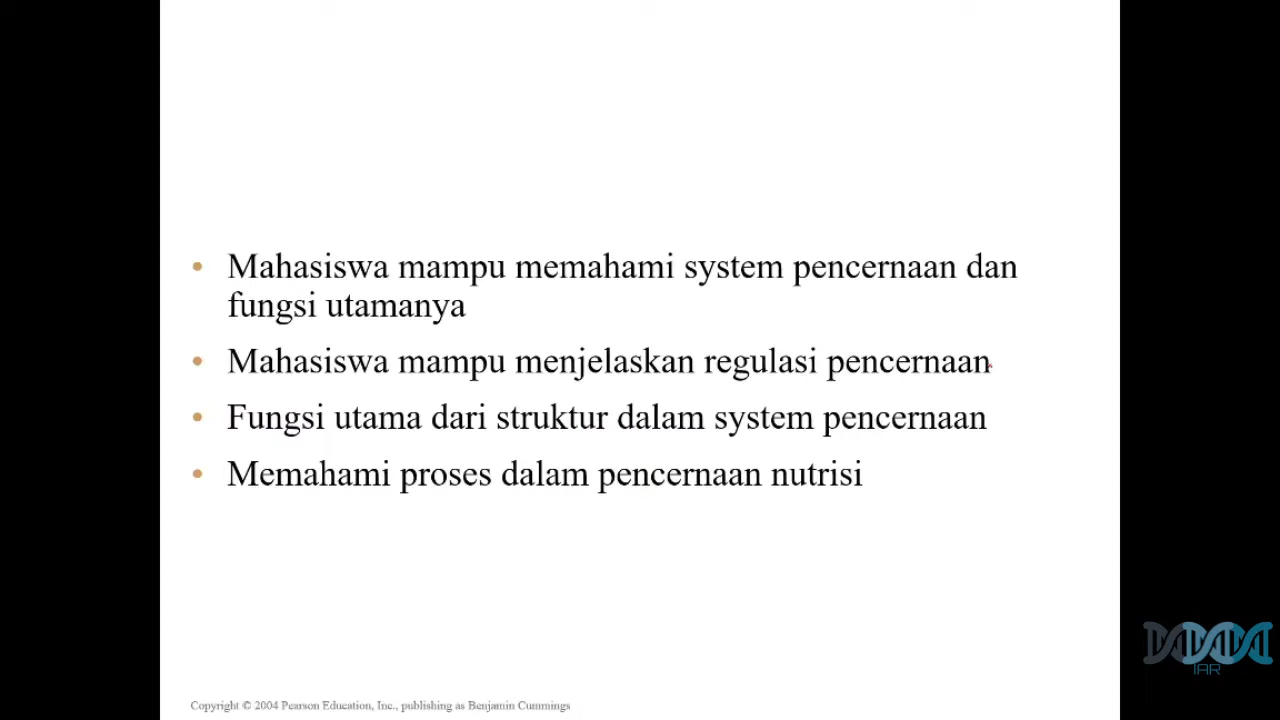 • Mahasiswa mampu memahami system pencernaan dan
fungsi utamanya
• Mahasiswa mampu menjelaskan regulasi pencernaan
• Fungsi utama dari struktur dalam system pencernaan
• Memahami proses dalam pencernaan nutrisi
IAR
Copyright © 2004 Pearson Education, Inc., publishing as Benjamin Cummings